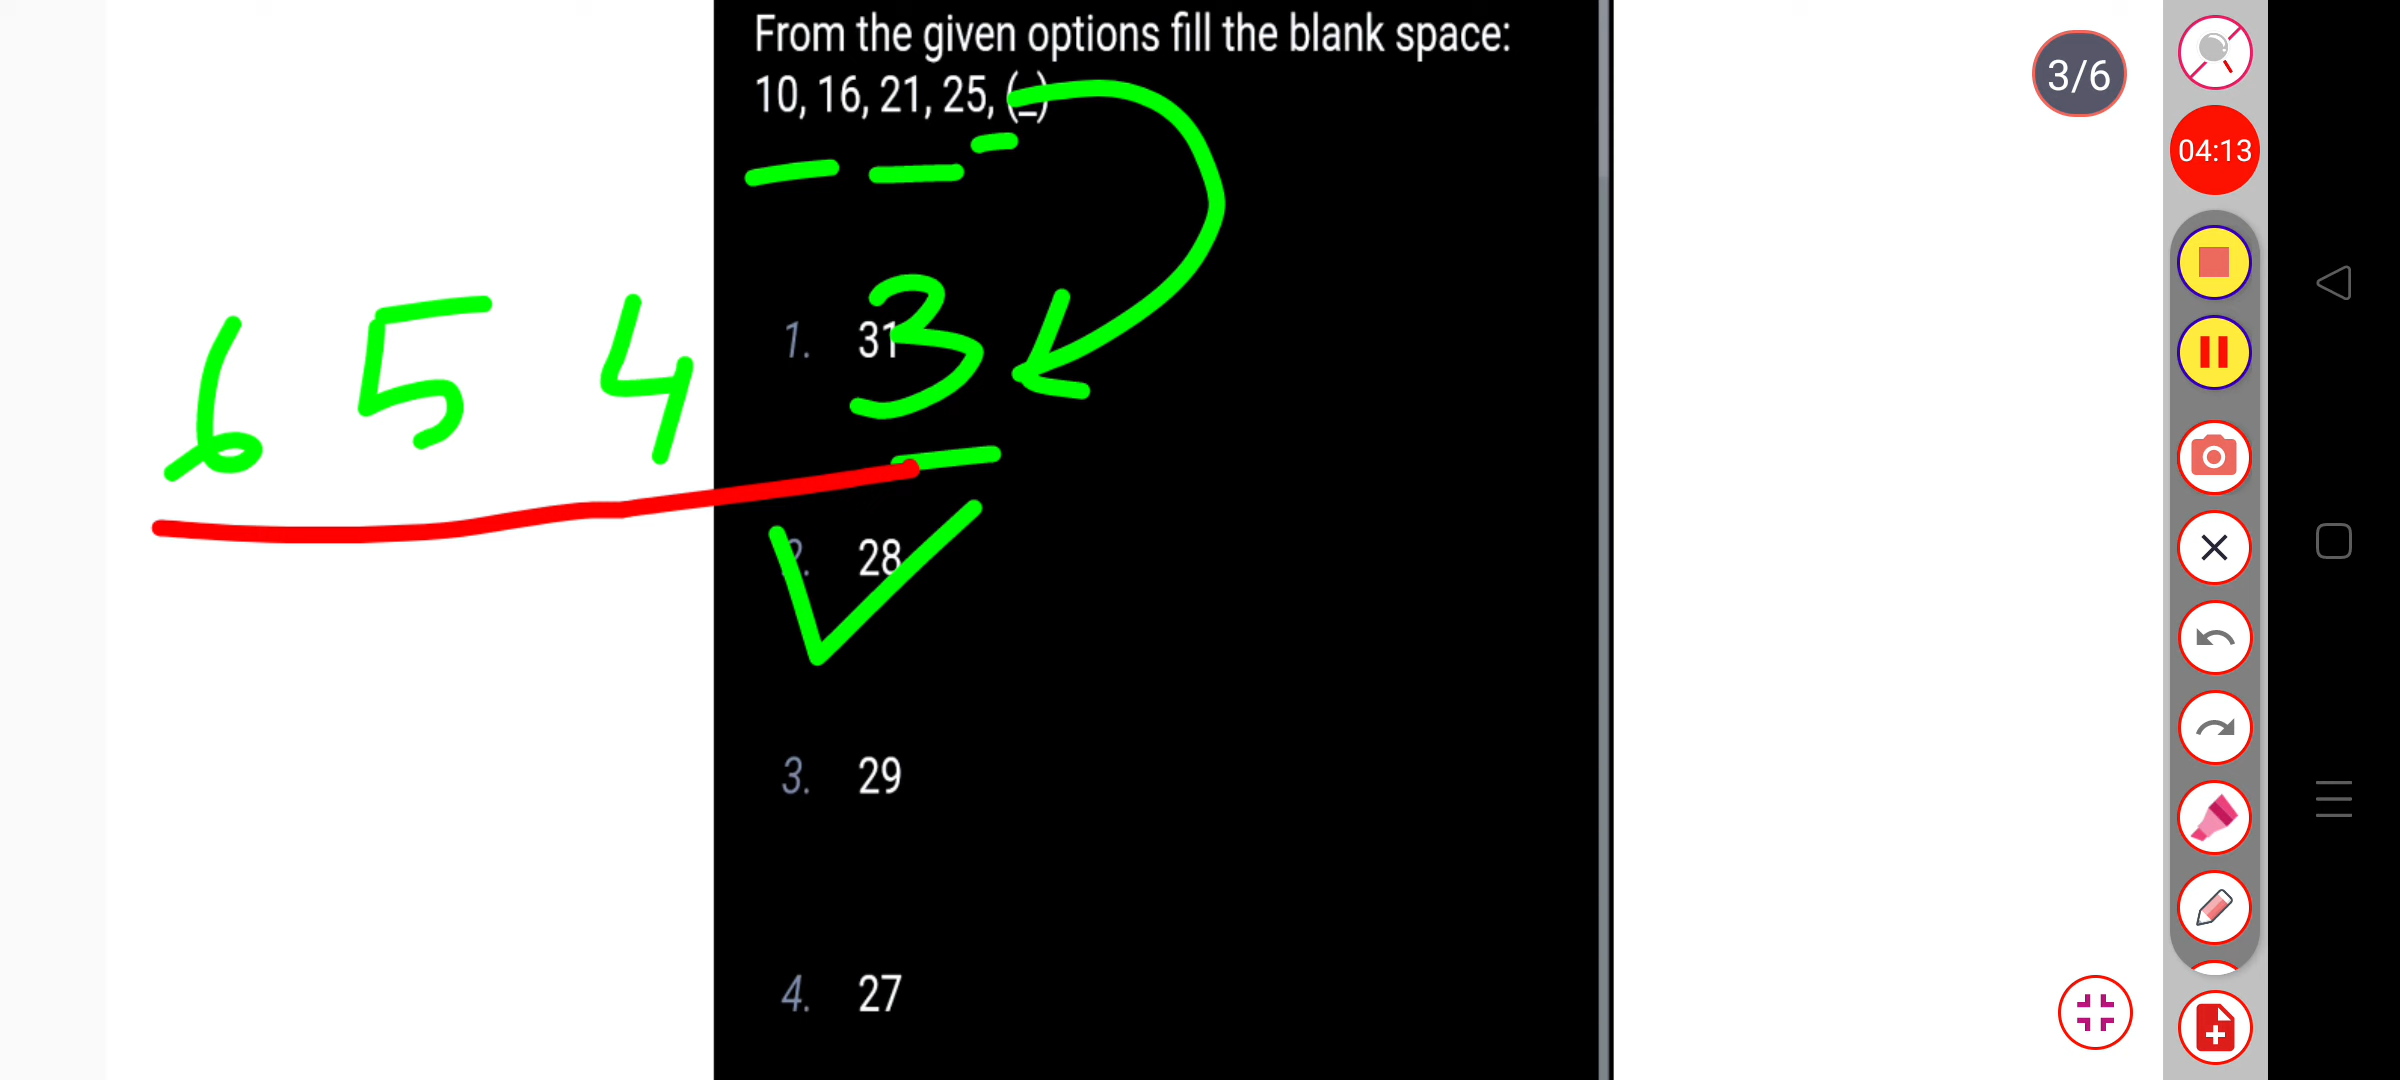 From the given options fill the blank space:
10, 16, 21, 25, (_)
3/6
04:13
6 5 4 3
1. 31
2. 28
3. 29
4. 27